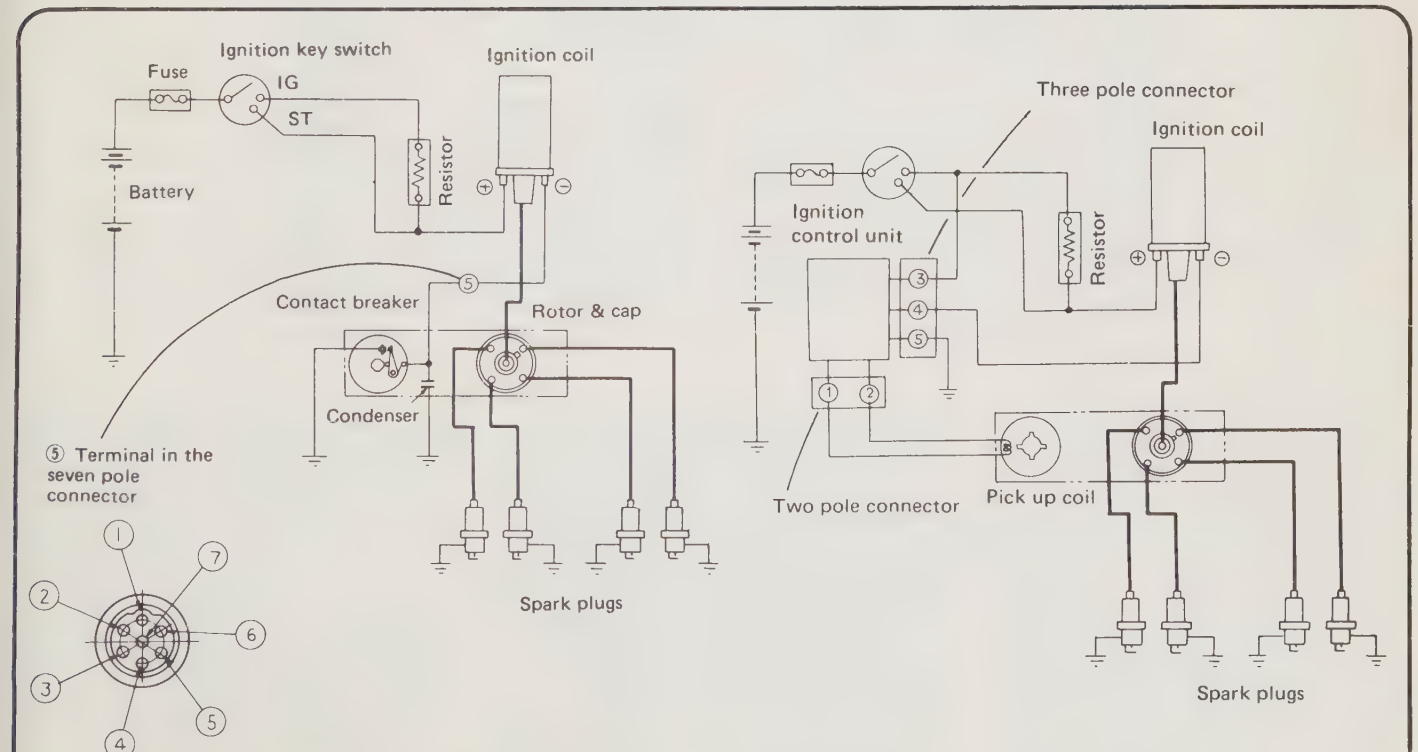 Ignition key switch
Ignition coil
Fuse
IG
ST
Battery
Resistor
⊕
⊖
⑤
Contact breaker
Rotor & cap
Condenser
⑤ Terminal in the
seven pole
connector
Spark plugs
①
⑦
②
⑥
③
⑤
④
Three pole connector
Ignition coil
Ignition
control unit
Resistor
⊕
⊖
③
④
⑤
①
②
Two pole connector
Pick up coil
Spark plugs